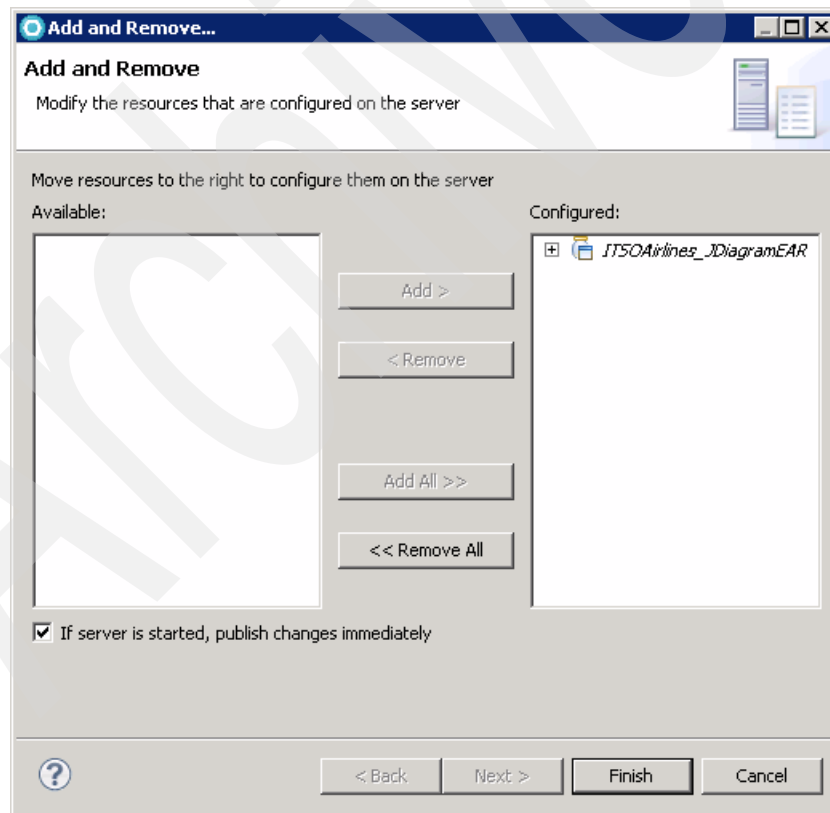 Add and Remove...
Add and Remove
Modify the resources that are configured on the server
Move resources to the right to configure them on the server
Available:
Configured:
ITSOAirlines_JDiagramEAR
Add >
< Remove
Add All >>
<< Remove All
If server is started, publish changes immediately
?
< Back
Next >
Finish
Cancel